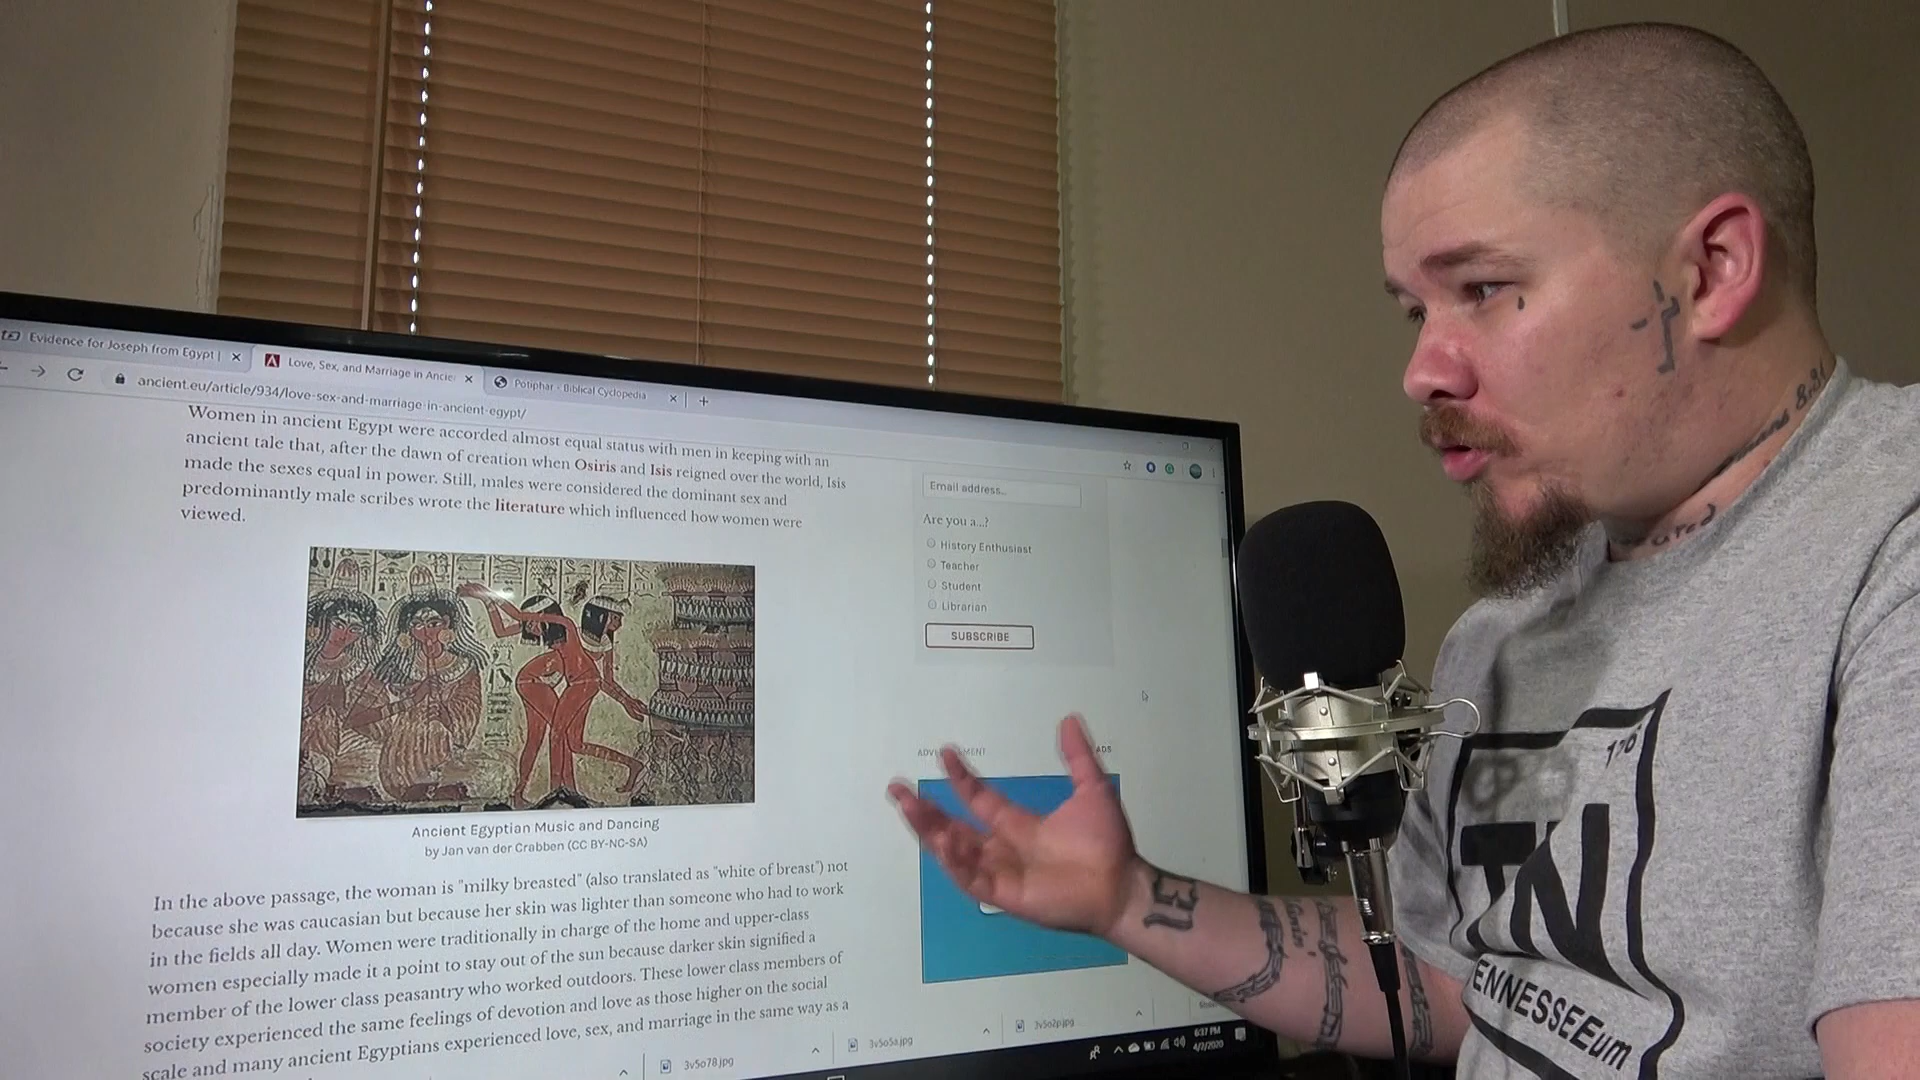 Evidence for Joseph from Egypt |
Love, Sex, and Marriage in Ancie
Potiphar - Biblical Cyclopedia
ancient.eu/article/934/love-sex-and-marriage-in-ancient-egypt/
Women in ancient Egypt were accorded almost equal status with men in keeping with an
ancient tale that, after the dawn of creation when Osiris and Isis reigned over the world, Isis
made the sexes equal in power. Still, males were considered the dominant sex and
predominantly male scribes wrote the literature which influenced how women were
viewed.
Ancient Egyptian Music and Dancing
by Jan van der Crabben (CC BY-NC-SA)
In the above passage, the woman is "milky breasted" (also translated as "white of breast") not
because she was caucasian but because her skin was lighter than someone who had to work
in the fields all day. Women were traditionally in charge of the home and upper-class
women especially made it a point to stay out of the sun because darker skin signified a
member of the lower class peasantry who worked outdoors. These lower class members of
society experienced the same feelings of devotion and love as those higher on the social
scale and many ancient Egyptians experienced love, sex, and marriage in the same way as a
Email address...
Are you a...?
History Enthusiast
Teacher
Student
Librarian
SUBSCRIBE
ADS
3v5o78.jpg
3v5o5a.jpg
3v5o2p.jpg
6:37 PM
4/2/2020
8:31
TN
ENNESSEEum